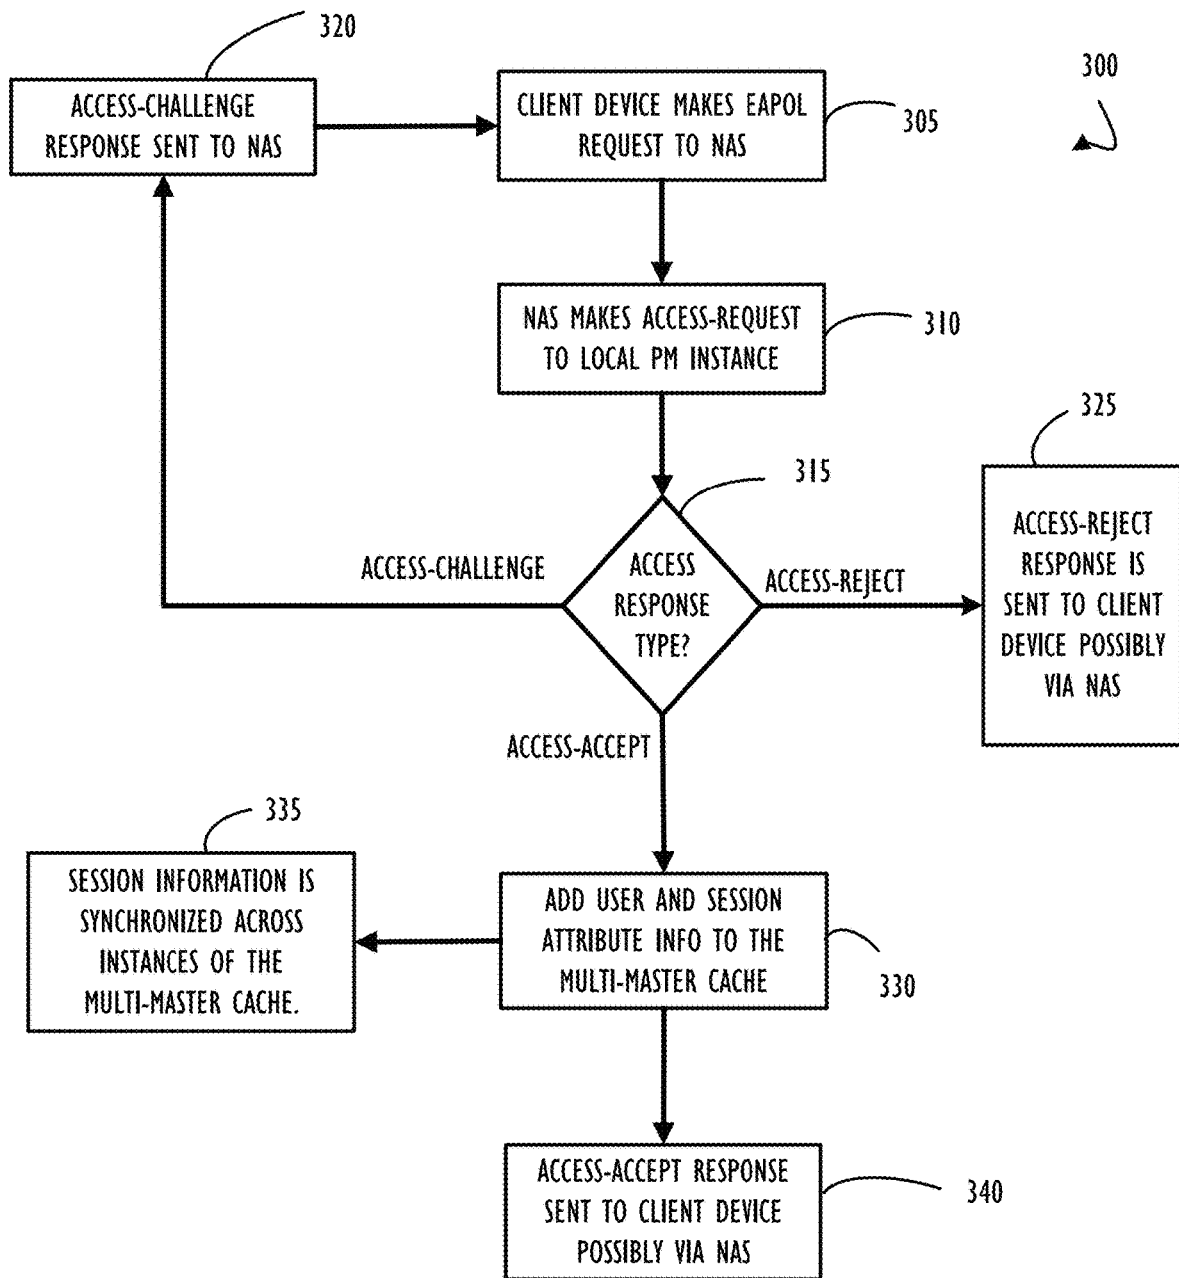 320
ACCESS-CHALLENGE
RESPONSE SENT TO NAS
CLIENT DEVICE MAKES EAPOL
REQUEST TO NAS
305
300
NAS MAKES ACCESS-REQUEST
TO LOCAL PM INSTANCE
310
325
315
ACCESS-CHALLENGE
ACCESS
RESPONSE
TYPE?
ACCESS-REJECT
ACCESS-REJECT
RESPONSE IS
SENT TO CLIENT
DEVICE POSSIBLY
VIA NAS
ACCESS-ACCEPT
335
SESSION INFORMATION IS
SYNCHRONIZED ACROSS
INSTANCES OF THE
MULTI-MASTER CACHE.
ADD USER AND SESSION
ATTRIBUTE INFO TO THE
MULTI-MASTER CACHE
330
ACCESS-ACCEPT RESPONSE
SENT TO CLIENT DEVICE
POSSIBLY VIA NAS
340